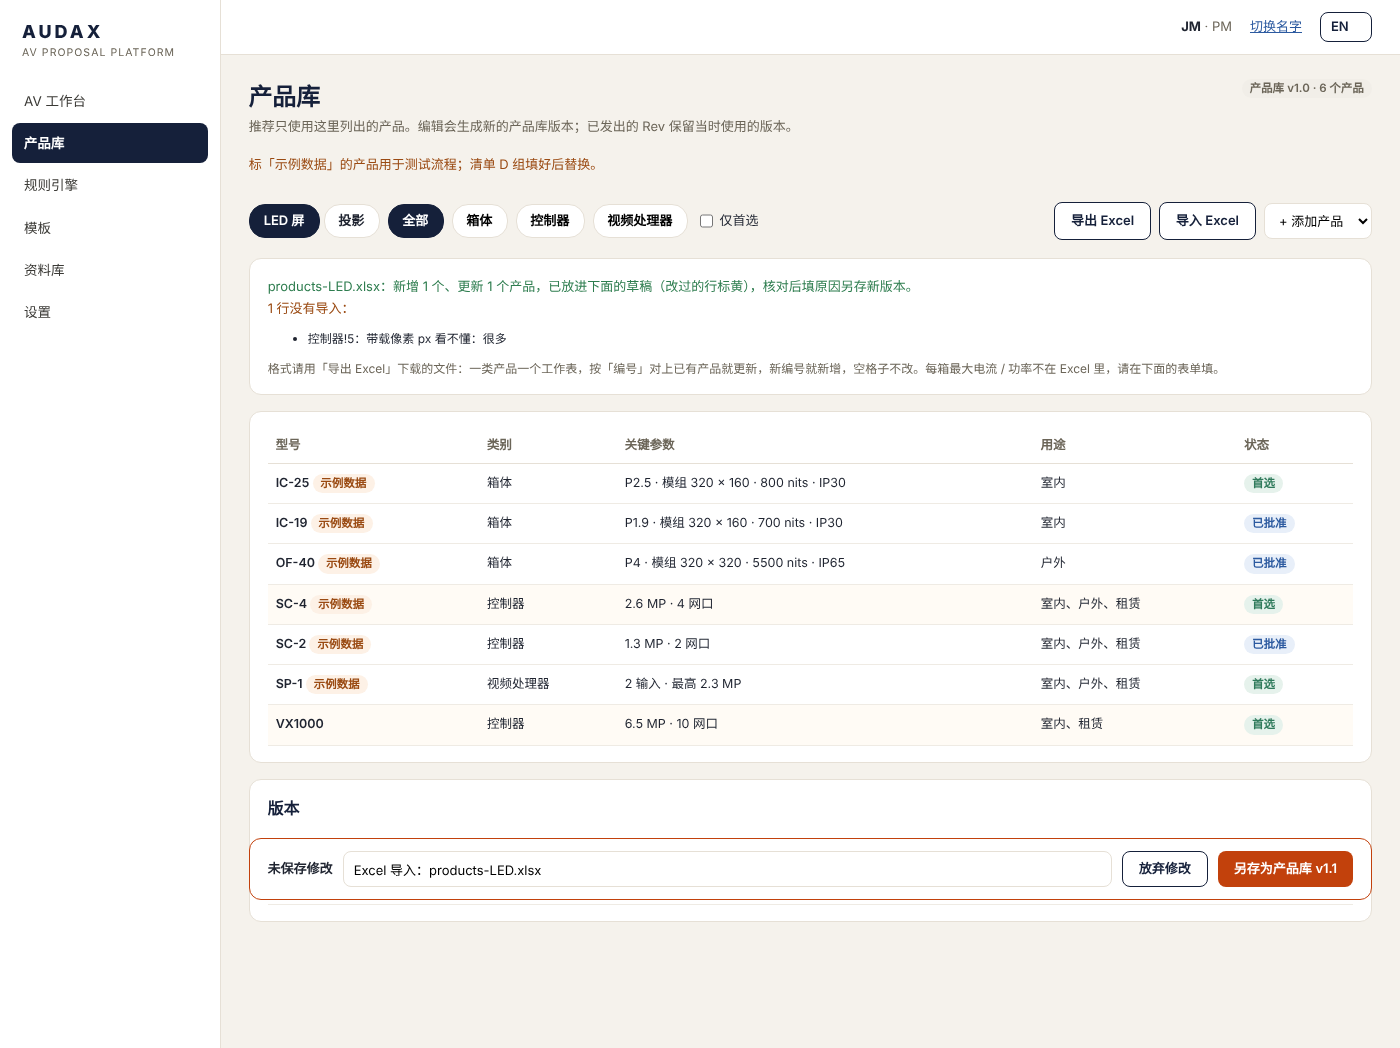 AUDAX
AV PROPOSAL PLATFORM
AV 工作台
产品库
规则引擎
模板
资料库
设置
JM · PM 切换名字 EN
产品库
产品库 v1.0 · 6 个产品
推荐只使用这里列出的产品。编辑会生成新的产品库版本；已发出的 Rev 保留当时使用的版本。
标「示例数据」的产品用于测试流程；清单 D 组填好后替换。
LED 屏 投影 全部 箱体 控制器 视频处理器 仅首选 导出 Excel 导入 Excel + 添加产品
products-LED.xlsx：新增 1 个、更新 1 个产品，已放进下面的草稿（改过的行标黄），核对后填原因另存新版本。
1 行没有导入：
• 控制器!5：带载像素 px 看不懂：很多
格式请用「导出 Excel」下载的文件：一类产品一个工作表，按「编号」对上已有产品就更新，新编号就新增，空格子不改。每箱最大电流 / 功率不在 Excel 里，请在下面的表单填。
型号 类别 关键参数 用途 状态
IC-25 示例数据 箱体 P2.5 · 模组 320 × 160 · 800 nits · IP30 室内 首选
IC-19 示例数据 箱体 P1.9 · 模组 320 × 160 · 700 nits · IP30 室内 已批准
OF-40 示例数据 箱体 P4 · 模组 320 × 320 · 5500 nits · IP65 户外 已批准
SC-4 示例数据 控制器 2.6 MP · 4 网口 室内、户外、租赁 首选
SC-2 示例数据 控制器 1.3 MP · 2 网口 室内、户外、租赁 已批准
SP-1 示例数据 视频处理器 2 输入 · 最高 2.3 MP 室内、户外、租赁 首选
VX1000 控制器 6.5 MP · 10 网口 室内、租赁 首选
版本
未保存修改 Excel 导入：products-LED.xlsx 放弃修改 另存为产品库 v1.1